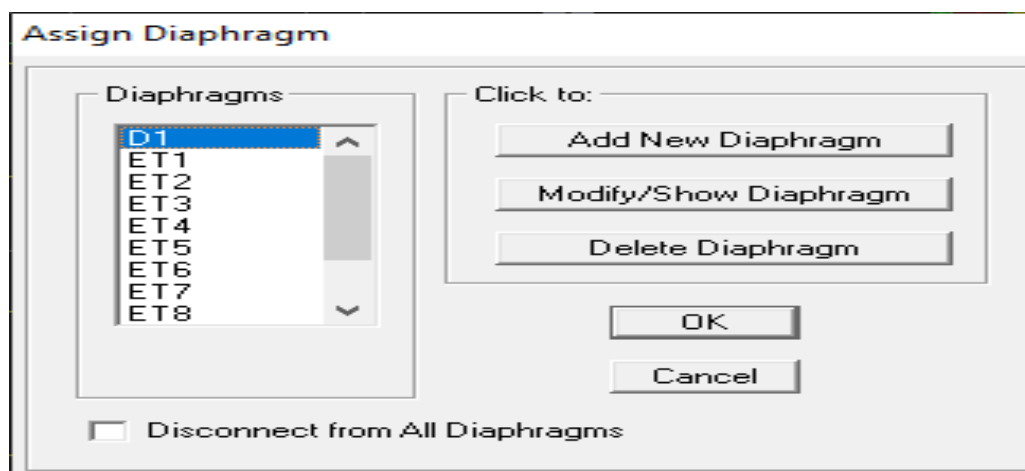 Assign Diaphragm
Diaphragms
D1
ET1
ET2
ET3
ET4
ET5
ET6
ET7
ET8
Click to:
Add New Diaphragm
Modify/Show Diaphragm
Delete Diaphragm
OK
Cancel
Disconnect from All Diaphragms